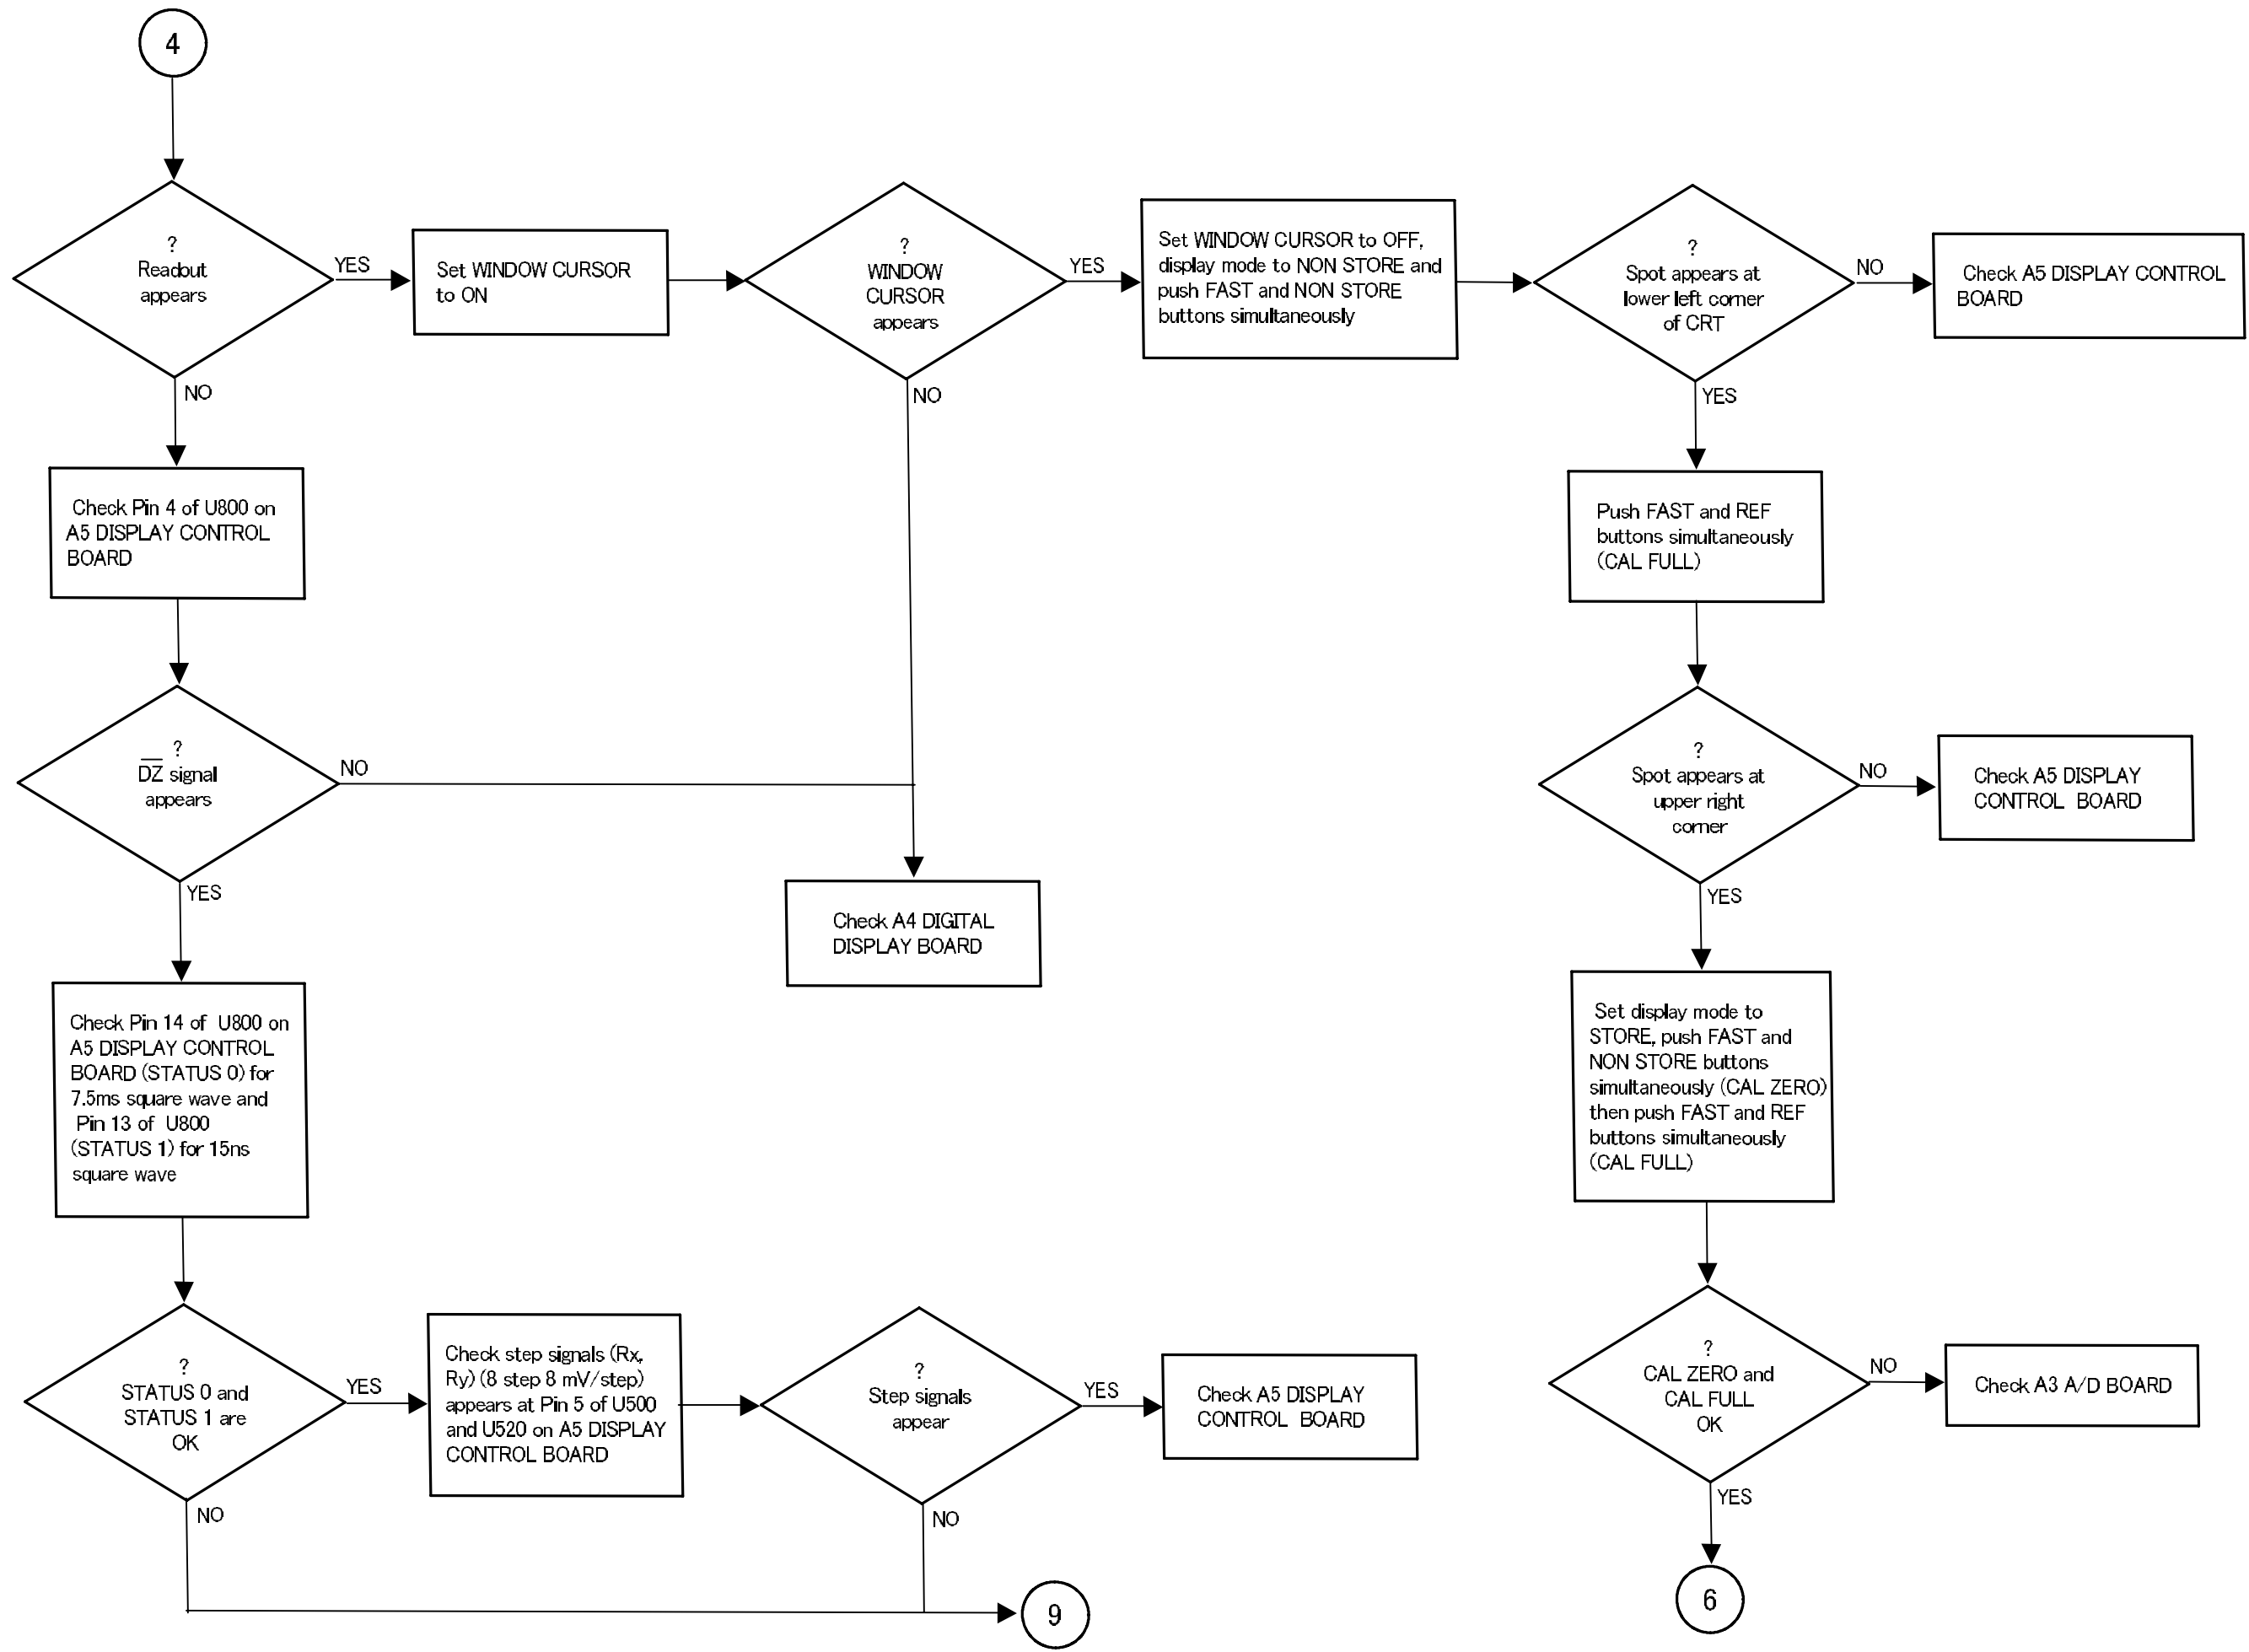 4
?
Readout
appears
YES
NO
Set WINDOW CURSOR
to ON
?
WINDOW
CURSOR
appears
YES
NO
Set WINDOW CURSOR to OFF,
display mode to NON STORE and
push FAST and NON STORE
buttons simultaneously
?
Spot appears at
lower left corner
of CRT
NO
YES
Check A5 DISPLAY CONTROL
BOARD
Check Pin 4 of U800 on
A5 DISPLAY CONTROL
BOARD
Push FAST and REF
buttons simultaneously
(CAL FULL)
?
D̅Z̅ signal
appears
NO
YES
?
Spot appears at
upper right
corner
NO
YES
Check A5 DISPLAY
CONTROL BOARD
Check A4 DIGITAL
DISPLAY BOARD
Check Pin 14 of U800 on
A5 DISPLAY CONTROL
BOARD (STATUS 0) for
7.5ms square wave and
Pin 13 of U800
(STATUS 1) for 15ns
square wave
Set display mode to
STORE, push FAST and
NON STORE buttons
simultaneously (CAL ZERO)
then push FAST and REF
buttons simultaneously
(CAL FULL)
?
STATUS 0 and
STATUS 1 are
OK
YES
NO
Check step signals (Rx,
Ry) (8 step 8 mV/step)
appears at Pin 5 of U500
and U520 on A5 DISPLAY
CONTROL BOARD
?
Step signals
appear
YES
NO
Check A5 DISPLAY
CONTROL BOARD
?
CAL ZERO and
CAL FULL
OK
NO
YES
Check A3 A/D BOARD
9
6